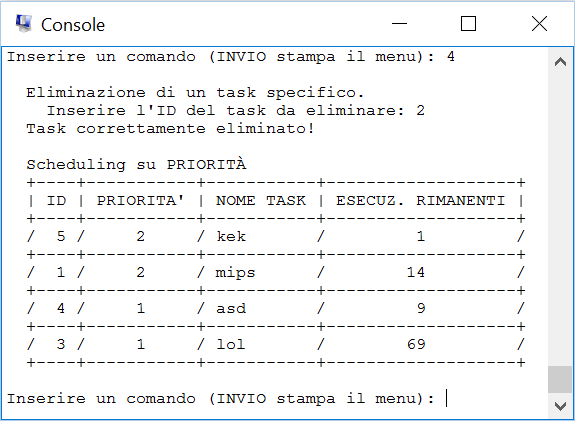 Console
Inserire un comando (INVIO stampa il menu): 4
Eliminazione di un task specifico.
Inserire l'ID del task da eliminare: 2
Task correttamente eliminato!
Scheduling su PRIORITÀ
+----+-----------+-----------+--------------------+
| ID | PRIORITA' | NOME TASK | ESECUZ. RIMANENTI |
+----+-----------+-----------+--------------------+
/ 5 / 2 / kek / 1 /
+----+-----------+-----------+--------------------+
/ 1 / 2 / mips / 14 /
+----+-----------+-----------+--------------------+
/ 4 / 1 / asd / 9 /
+----+-----------+-----------+--------------------+
/ 3 / 1 / lol / 69 /
+----+-----------+-----------+--------------------+
Inserire un comando (INVIO stampa il menu):